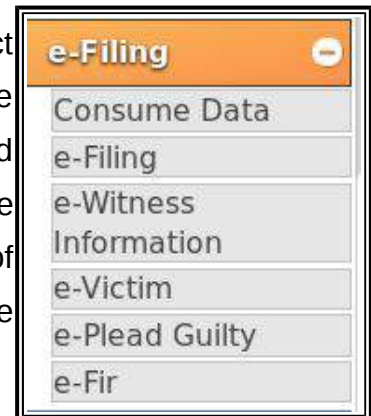 e-Filing
Consume Data
e-Filing
e-Witness
Information
e-Victim
e-Plead Guilty
e-Fir